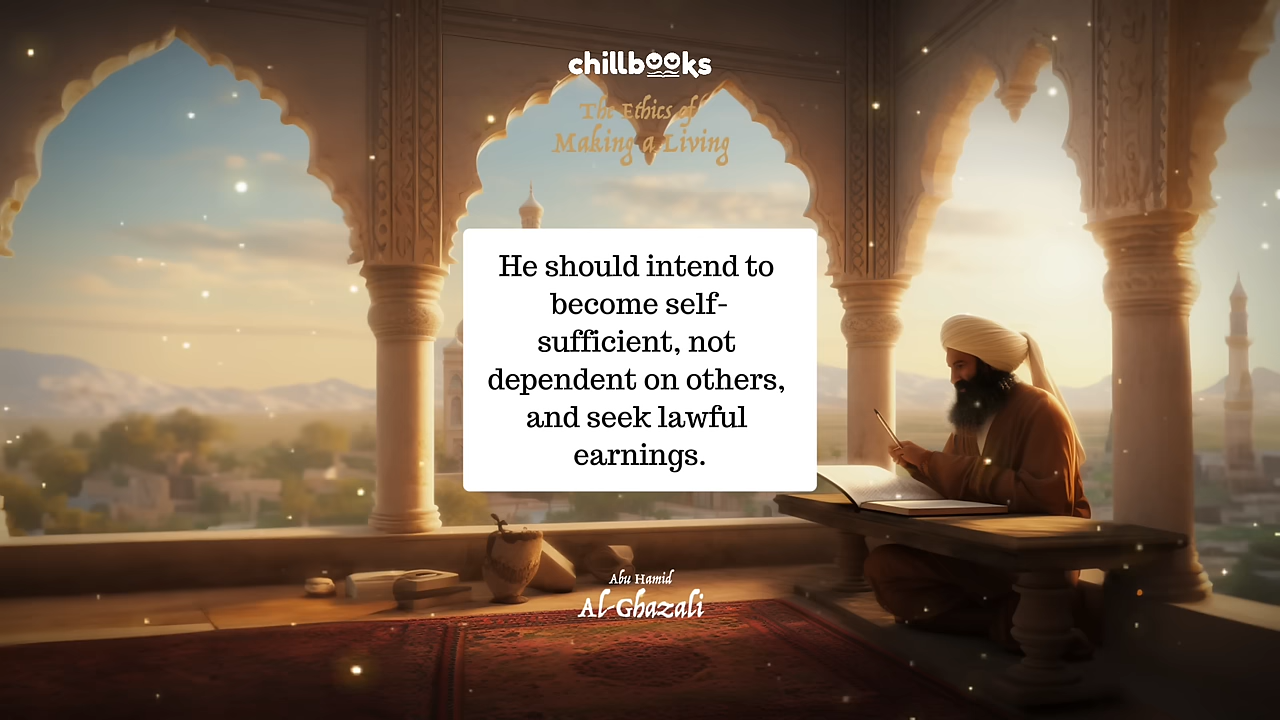 chillbooks
The Ethics of
Making a Living
He should intend to
become self-
sufficient, not
dependent on others,
and seek lawful
earnings.
Abu Hamid
Al-Ghazali